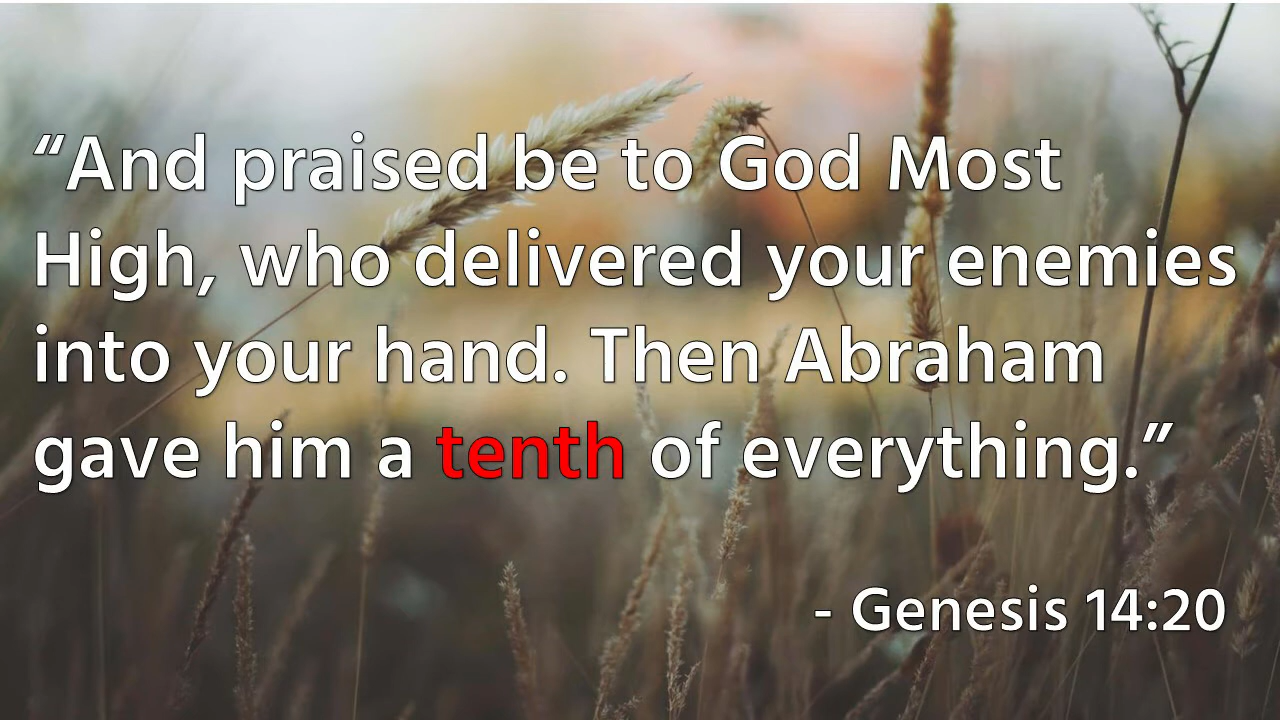 “And praised be to God Most
High, who delivered your enemies
into your hand. Then Abraham
gave him a tenth of everything.”
- Genesis 14:20